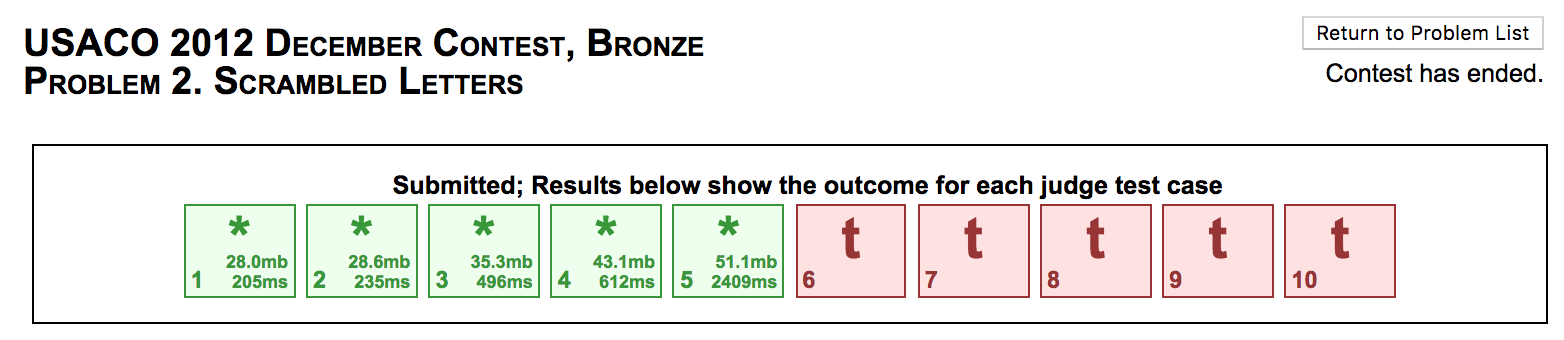 USACO 2012 December Contest, Bronze
Problem 2. Scrambled Letters
Return to Problem List
Contest has ended.
Submitted; Results below show the outcome for each judge test case
* 28.0mb 1 205ms
* 28.6mb 2 235ms
* 35.3mb 3 496ms
* 43.1mb 4 612ms
* 51.1mb 5 2409ms
t 6
t 7
t 8
t 9
t 10